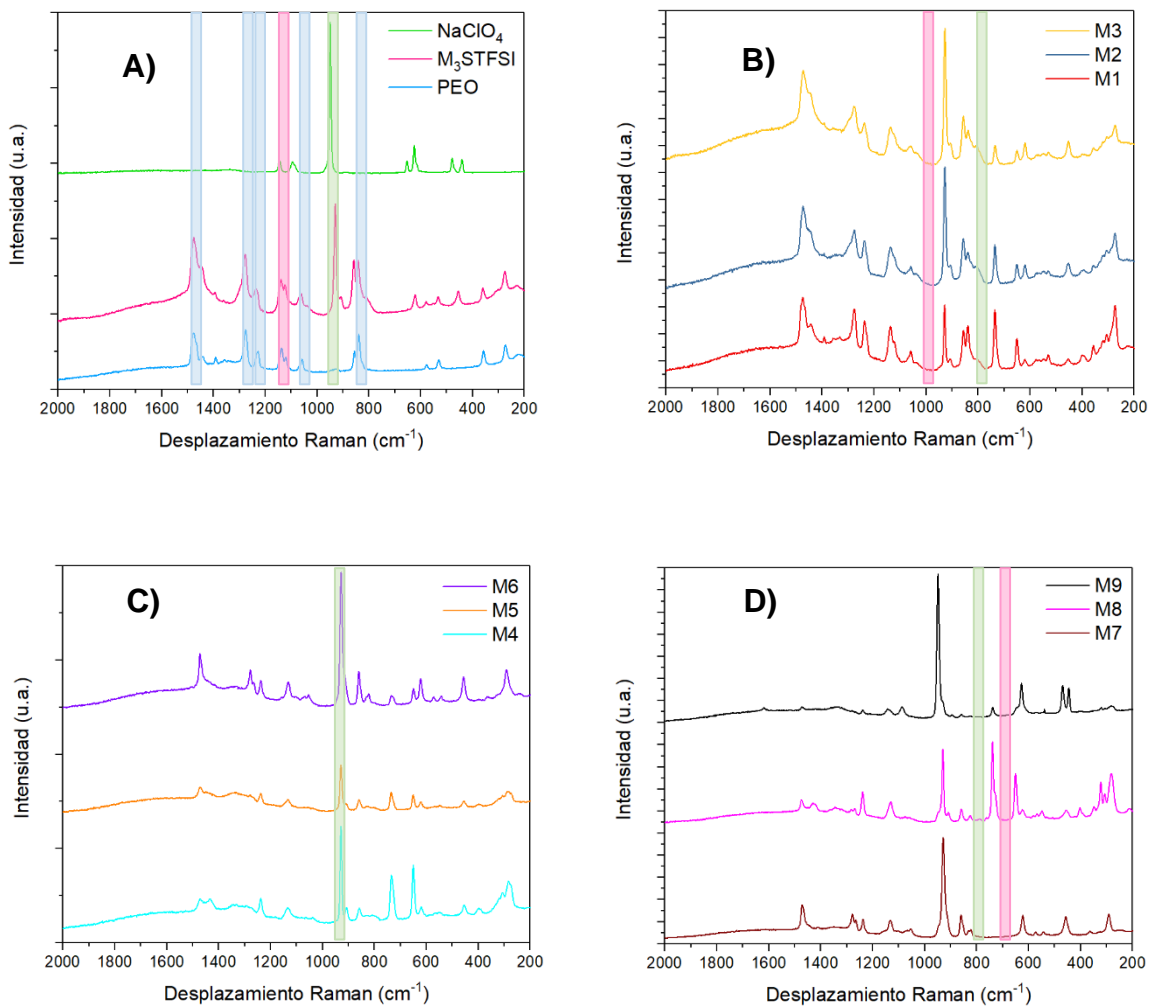 A)
NaClO4
M3STFSI
PEO
Intensidad (u.a.)
2000 1600 1200 1000 800 600 400 200
Desplazamiento Raman (cm-1)
B)
M3
M2
M1
Intensidad (u.a.)
2000 1800 1600 1400 1200 1000 800 600 400 200
Desplazamiento Raman (cm-1)
C)
M6
M5
M4
Intensidad (u.a.)
2000 1800 1600 1400 1200 1000 800 600 400 200
Desplazamiento Raman (cm-1)
D)
M9
M8
M7
Intensidad (u.a.)
2000 1800 1600 1400 1200 1000 800 600 400 200
Desplazamiento Raman (cm-1)